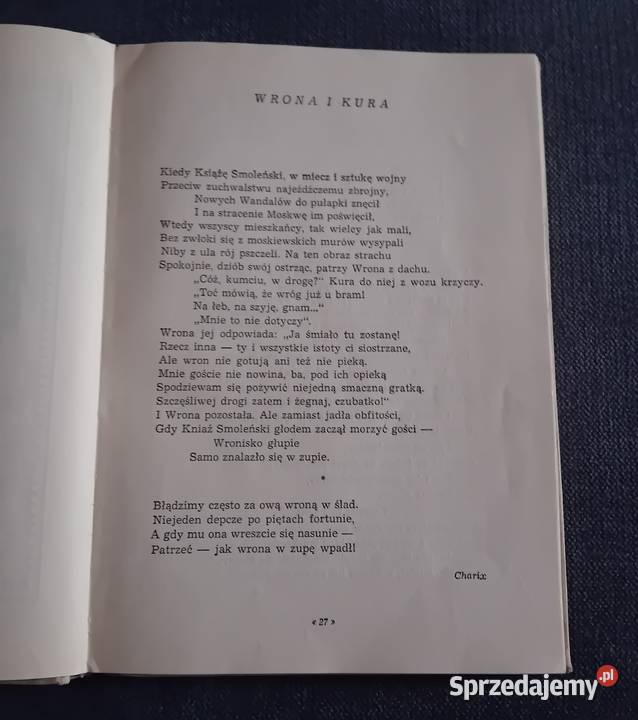 WRONA I KURA
Kiedy Książę Smoleński, w miecz i sztukę wojny
Przeciw zuchwalstwu najeźdźczemu zbrojny,
Nowych Wandalów do pułapki znęcił
I na stracenie Moskwę im poświęcił,
Wtedy wszyscy mieszkańcy, tak wielcy jak mali,
Bez zwłoki się z moskiewskich murów wysypali
Niby z ula rój pszczeli. Na ten obraz strachu
Spokojnie, dziób swój ostrząc, patrzy Wrona z dachu.
„Cóż, kumciu, w drogę?" Kura do niej z wozu krzyczy.
„Toć mówią, że wróg już u bram!
Na łeb, na szyję, gnam..."
„Mnie to nie dotyczy".
Wrona jej odpowiada: „Ja śmiało tu zostanę!
Rzecz inna — ty i wszystkie istoty ci siostrzane,
Ale wron nie gotują ani też nie pieką.
Mnie goście nie nowina, ba, pod ich opieką
Spodziewam się pożywić niejedną smaczną gratką.
Szczęśliwej drogi zatem i żegnaj, czubatko!"
I Wrona pozostała. Ale zamiast jadła obfitości,
Gdy Kniaź Smoleński głodem zaczął morzyć gości —
Wronisko głupie
Samo znalazło się w zupie.
*
Błądzimy często za ową wroną w ślad.
Niejeden depcze po piętach fortunie,
A gdy mu ona wreszcie się nasunie —
Patrzeć — jak wrona w zupę wpadł!
Charix
« 27 »
Sprzedajemy.pl